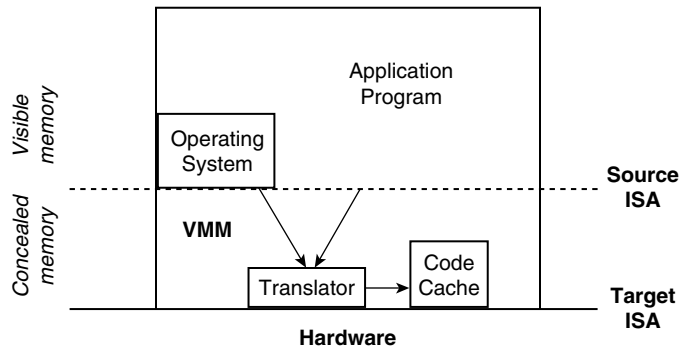 Application
Program
Visible
memory
Operating
System
Source
ISA
Concealed
memory
VMM
Code
Cache
Translator
Target
ISA
Hardware